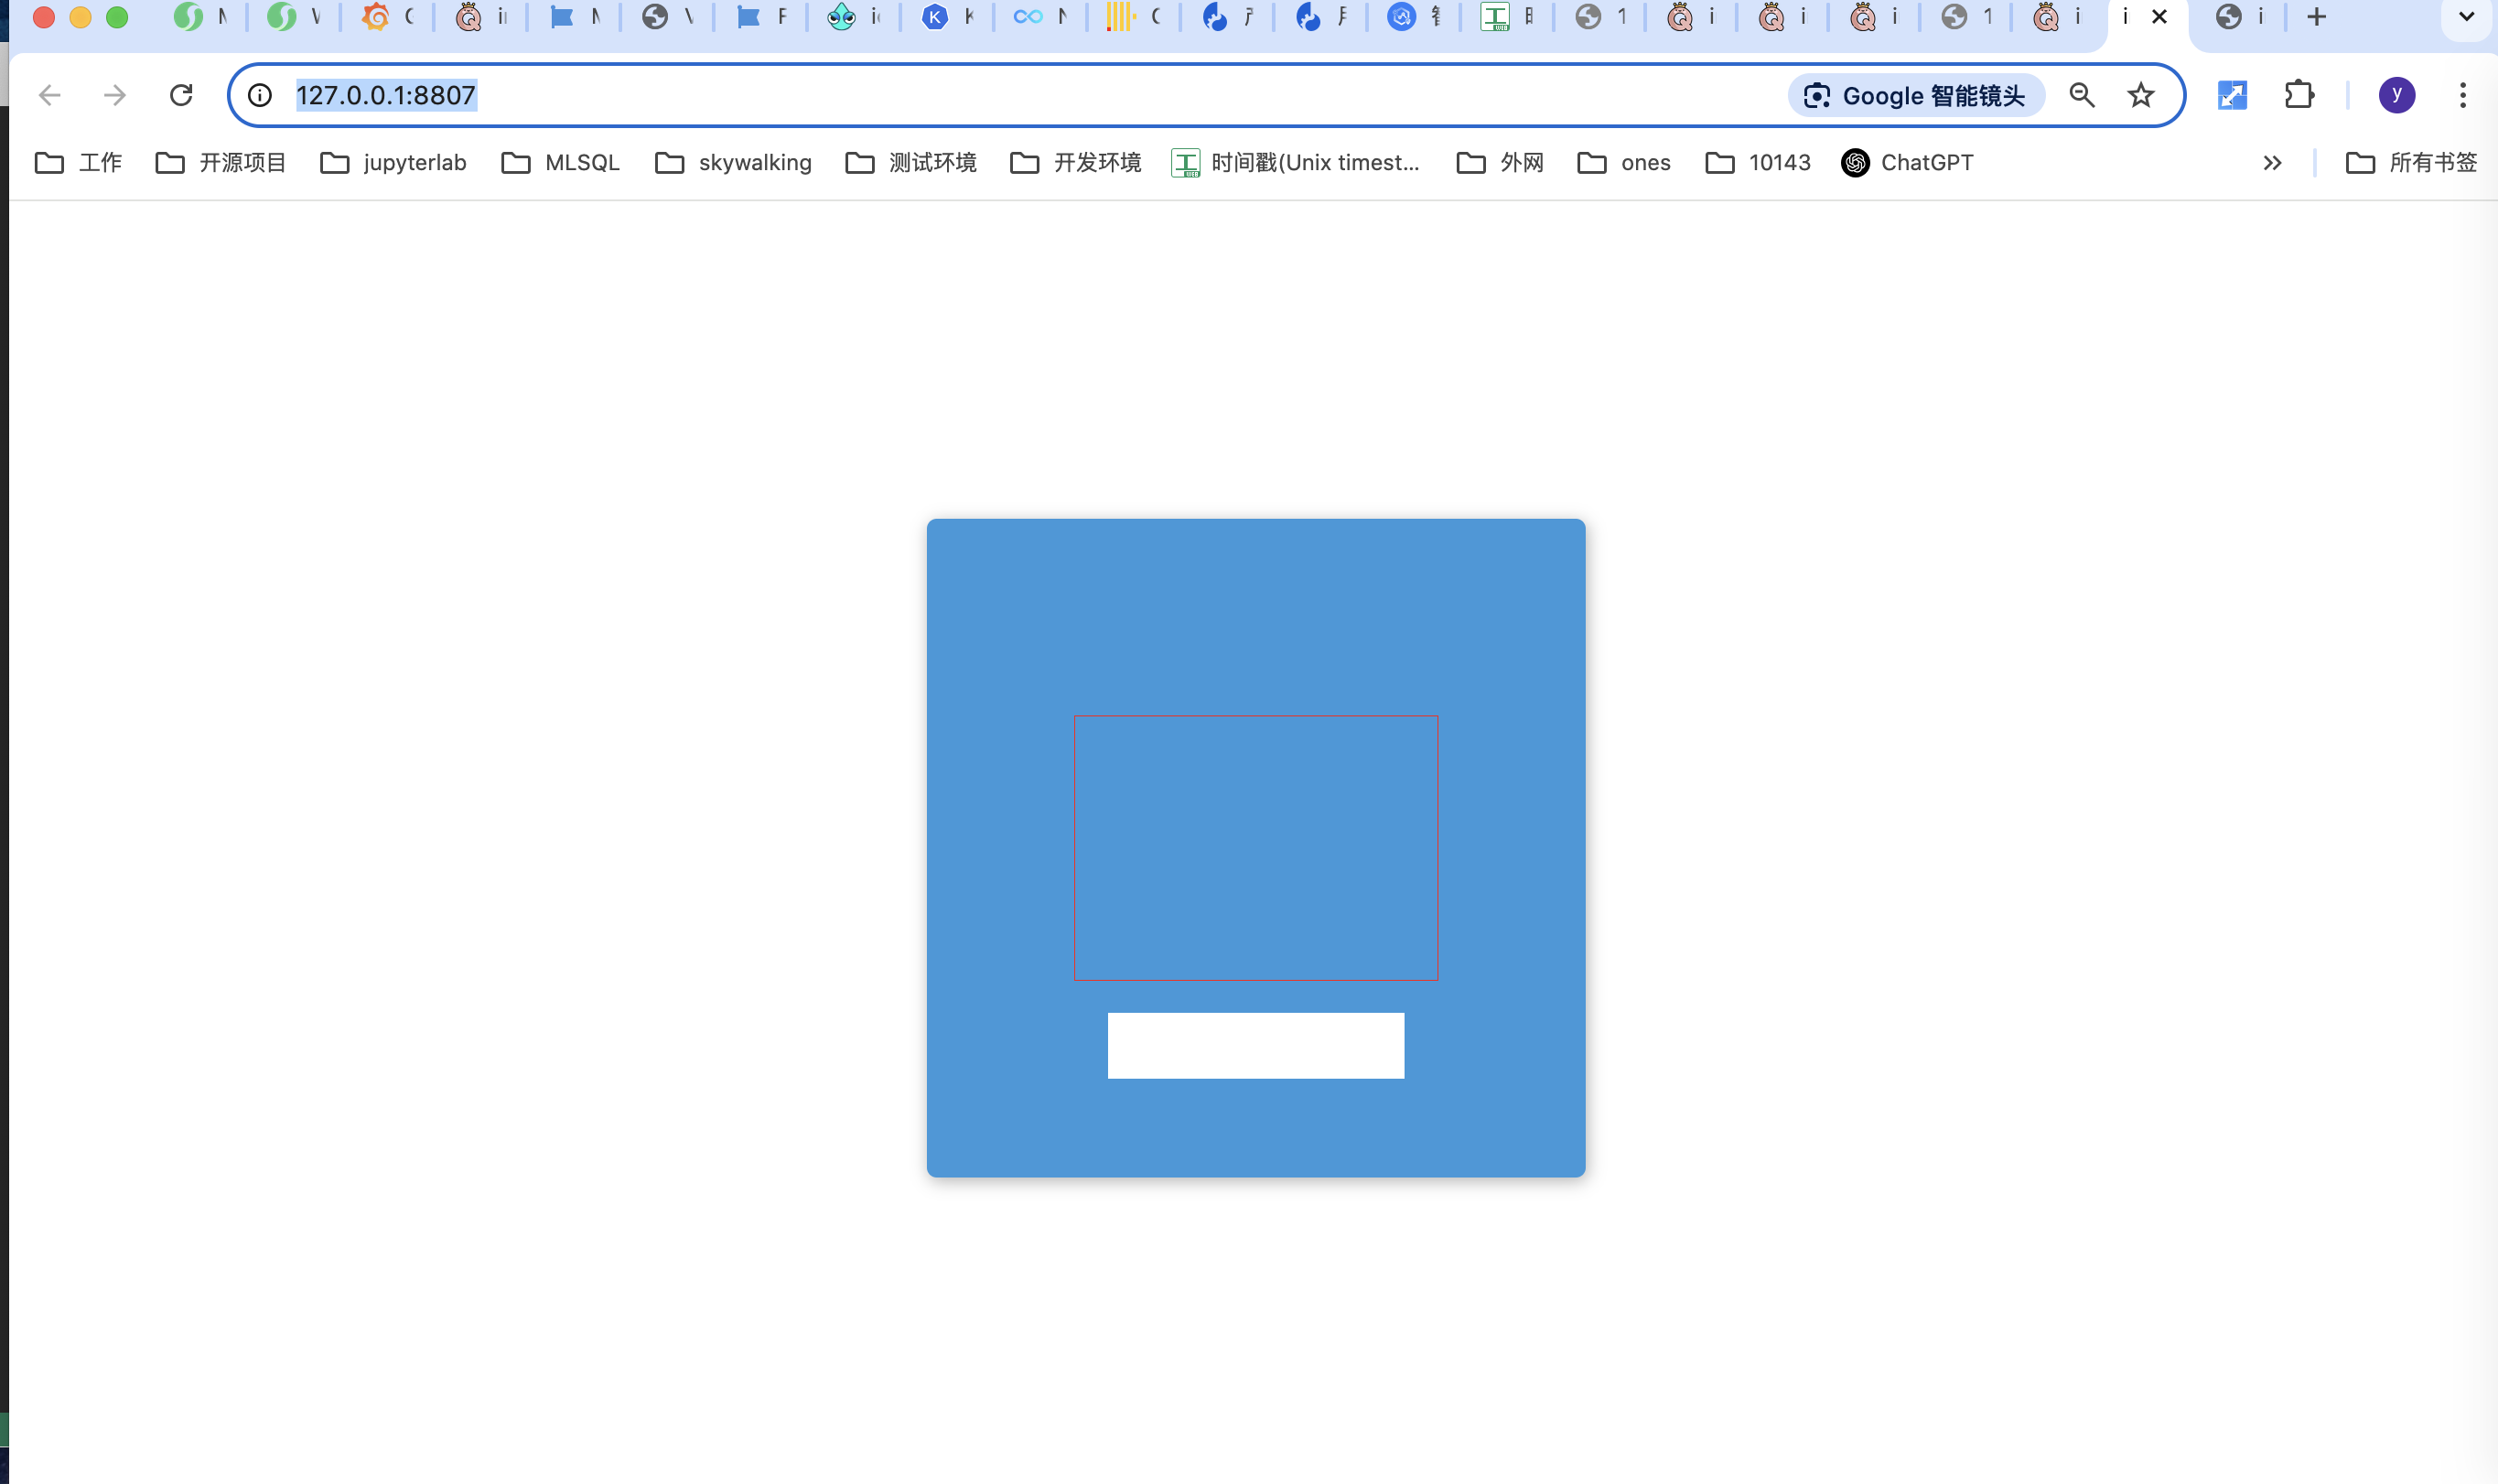 127.0.0.1:8807
Google 智能镜头
y
工作
开源项目
jupyterlab
MLSQL
skywalking
测试环境
开发环境
时间戳(Unix timest...
外网
ones
10143
ChatGPT
所有书签